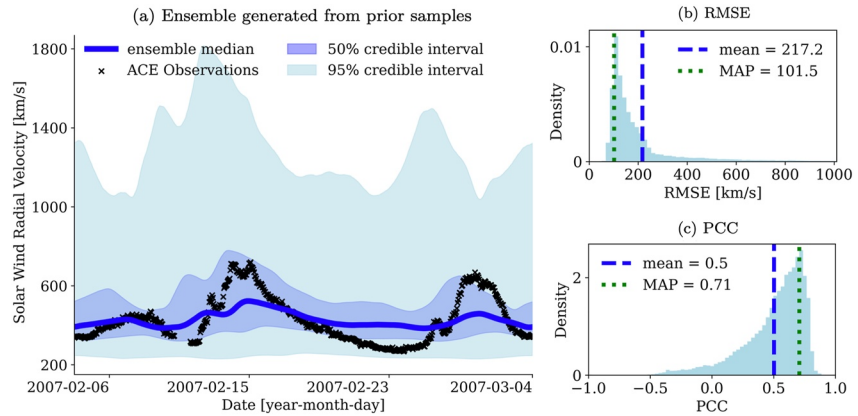 (a) Ensemble generated from prior samples
ensemble median
ACE Observations
50% credible interval
95% credible interval
Solar Wind Radial Velocity [km/s]
1800
1400
1000
600
200
2007-02-06
2007-02-15
2007-02-23
2007-03-04
Date [year-month-day]
(b) RMSE
mean = 217.2
MAP = 101.5
Density
0.01
0
0
200
400
600
800
1000
RMSE [km/s]
(c) PCC
mean = 0.5
MAP = 0.71
Density
2
0
−1.0
−0.5
0.0
0.5
1.0
PCC